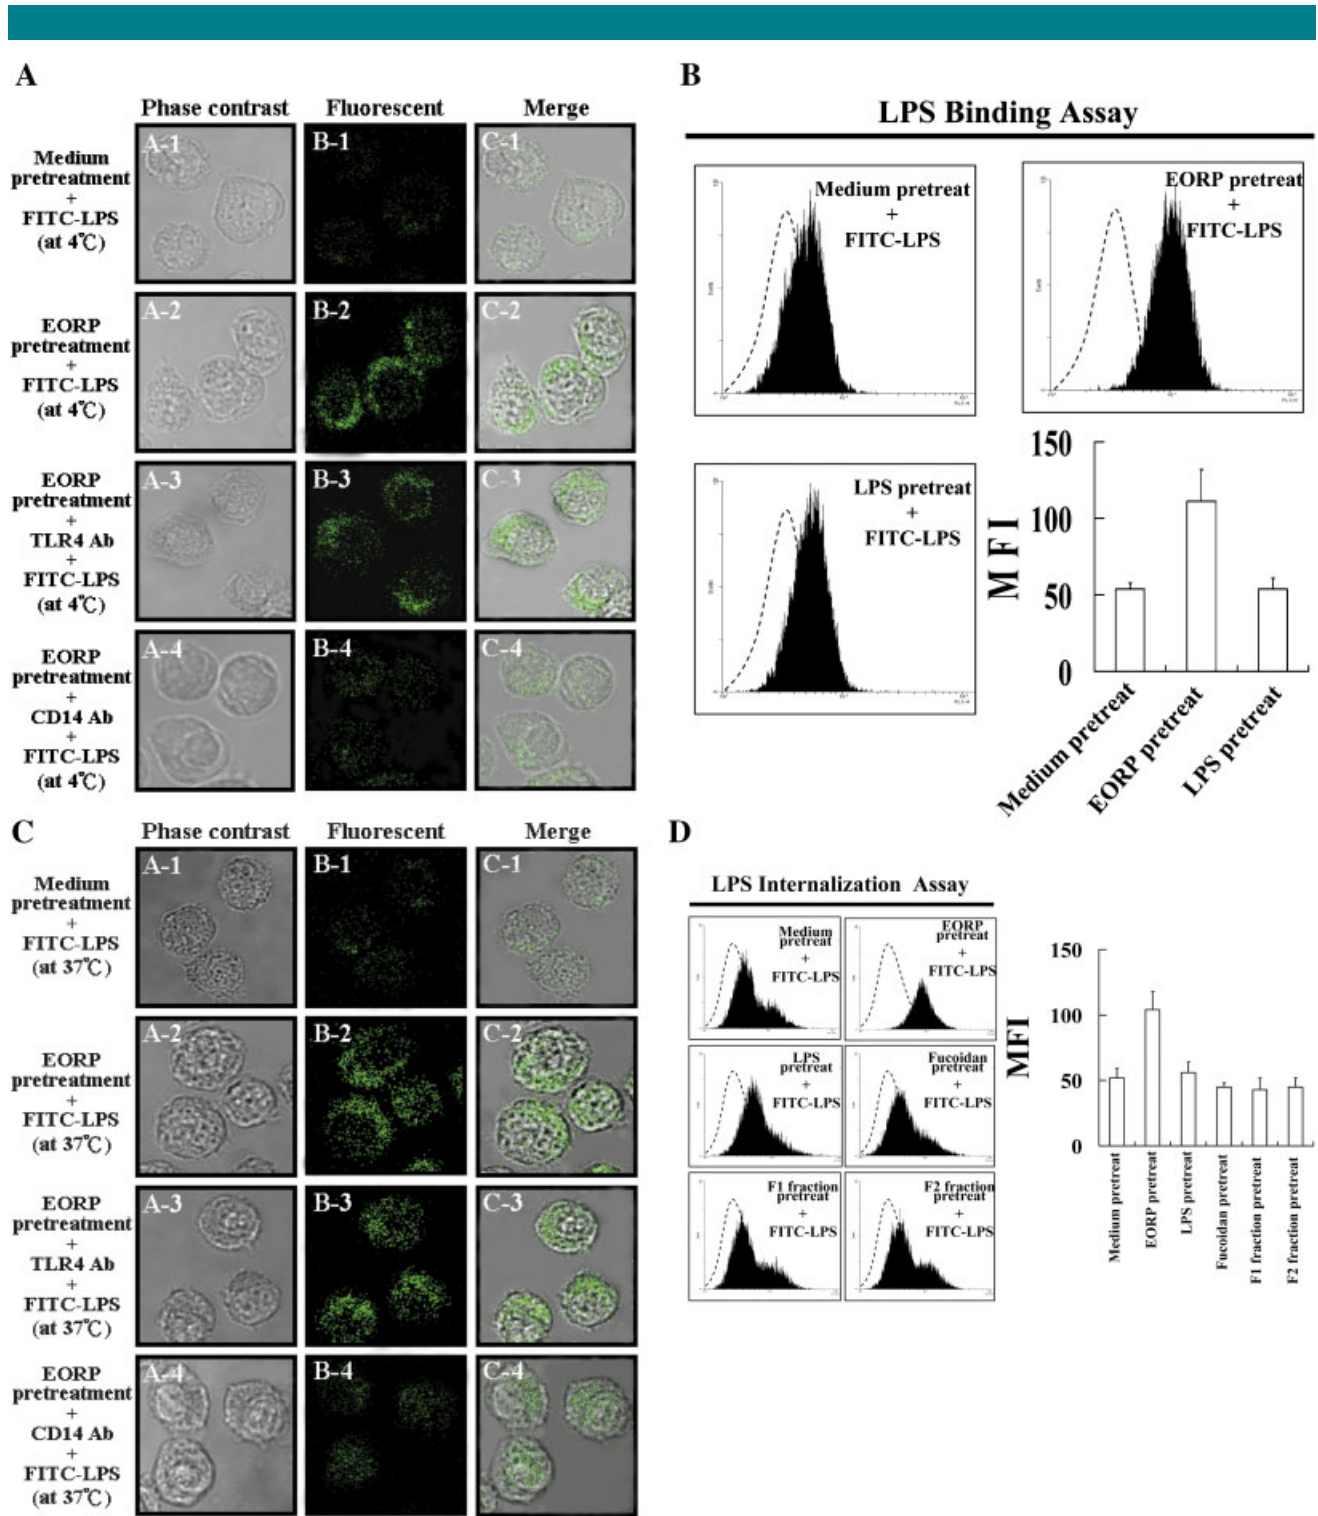 A
Phase contrast
Fluorescent
Merge
Medium
pretreatment
+
FITC-LPS
(at 4℃)
A-1
B-1
C-1
EORP
pretreatment
+
FITC-LPS
(at 4℃)
A-2
B-2
C-2
EORP
pretreatment
+
TLR4 Ab
+
FITC-LPS
(at 4℃)
A-3
B-3
C-3
EORP
pretreatment
+
CD14 Ab
+
FITC-LPS
(at 4℃)
A-4
B-4
C-4
B
LPS Binding Assay
Medium pretreat
+
FITC-LPS
EORP pretreat
+
FITC-LPS
LPS pretreat
+
FITC-LPS
MFI
150
100
50
0
Medium pretreat
EORP pretreat
LPS pretreat
C
Phase contrast
Fluorescent
Merge
Medium
pretreatment
+
FITC-LPS
(at 37℃)
A-1
B-1
C-1
EORP
pretreatment
+
FITC-LPS
(at 37℃)
A-2
B-2
C-2
EORP
pretreatment
+
TLR4 Ab
+
FITC-LPS
(at 37℃)
A-3
B-3
C-3
EORP
pretreatment
+
CD14 Ab
+
FITC-LPS
(at 37℃)
A-4
B-4
C-4
D
LPS Internalization Assay
Medium
pretreat
+
FITC-LPS
EORP
pretreat
+
FITC-LPS
LPS
pretreat
+
FITC-LPS
Fucoidan
pretreat
+
FITC-LPS
F1 fraction
pretreat
+
FITC-LPS
F2 fraction
pretreat
+
FITC-LPS
MFI
150
100
50
0
Medium pretreat
EORP pretreat
LPS pretreat
Fucoidan pretreat
F1 fraction pretreat
F2 fraction pretreat